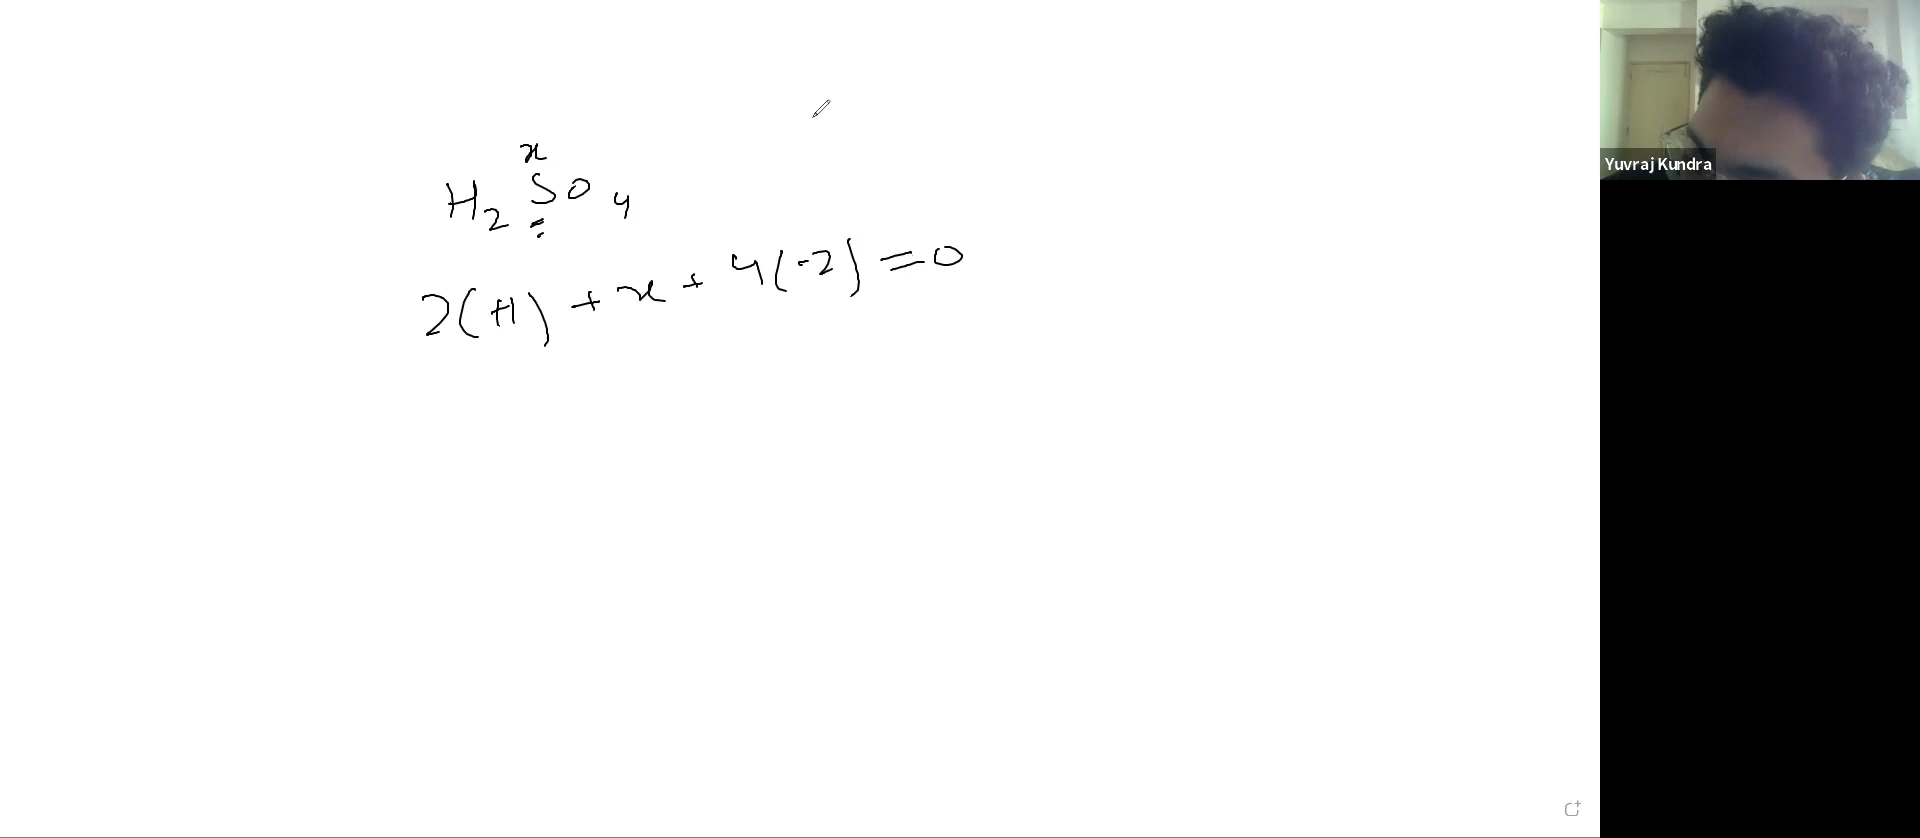 x
H2SO4
2(+1) + x + 4(-2) = 0
Yuvraj Kundra